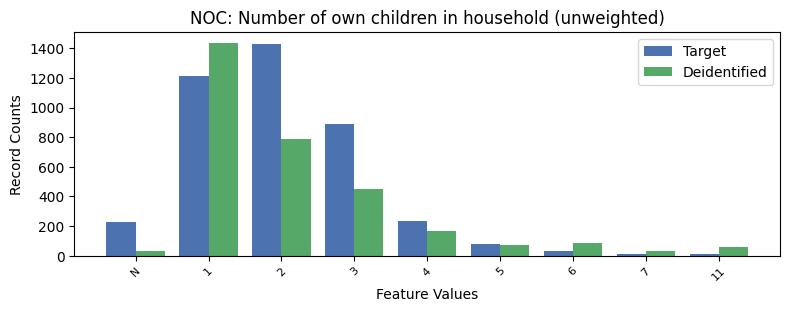 NOC: Number of own children in household (unweighted)
Target
Deidentified
Record Counts
1400
1200
1000
800
600
400
200
0
N 1 2 3 4 5 6 7 11
Feature Values